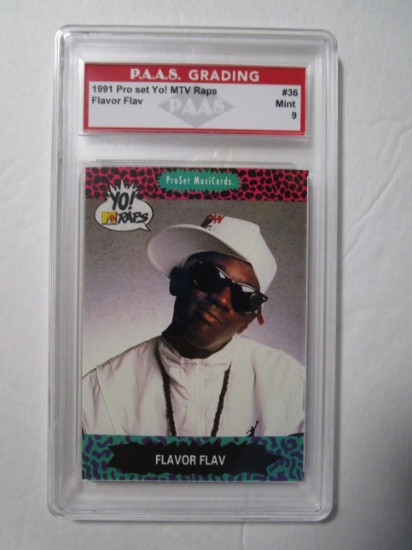 P.A.A.S. GRADING
1991 Pro set Yo! MTV Raps #36
Flavor Flav Mint
PAAS 9
ProSet MusiCards.
YO!
MTV RAPS
FLAVOR FLAV